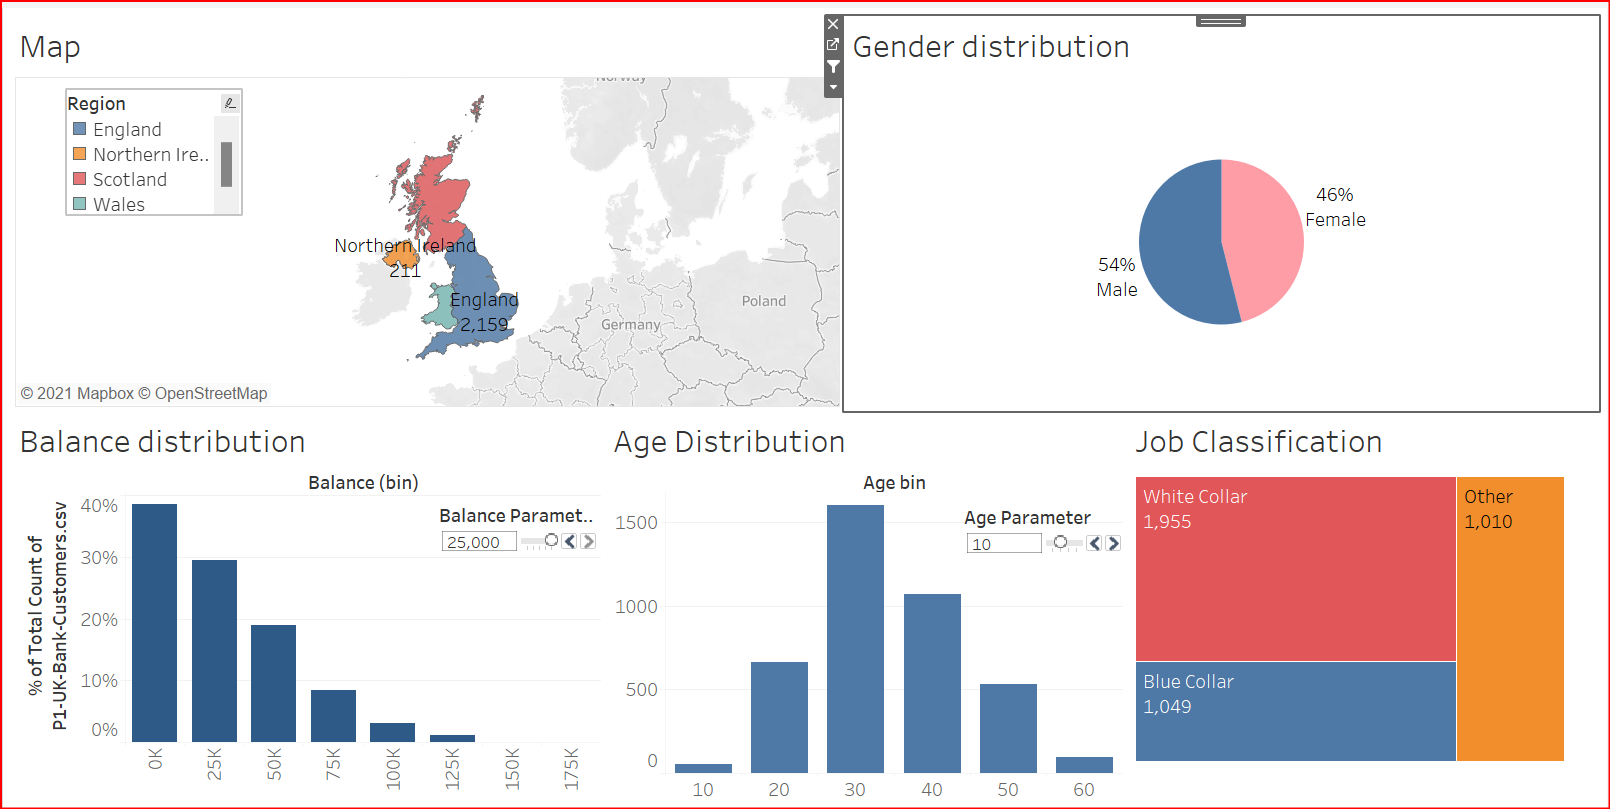 Map
Region
England
Northern Ire..
Scotland
Wales
Norway
Northern Ireland
211
England
2,159
Poland
Germany
© 2021 Mapbox © OpenStreetMap
Gender distribution
46%
Female
54%
Male
Balance distribution
Balance (bin)
% of Total Count of
P1-UK-Bank-Customers.csv
40%
30%
20%
10%
0%
Balance Paramet..
25,000
0K
25K
50K
75K
100K
125K
150K
175K
Age Distribution
Age bin
Age Parameter
10
1500
1000
500
0
10
20
30
40
50
60
Job Classification
White Collar
1,955
Other
1,010
Blue Collar
1,049